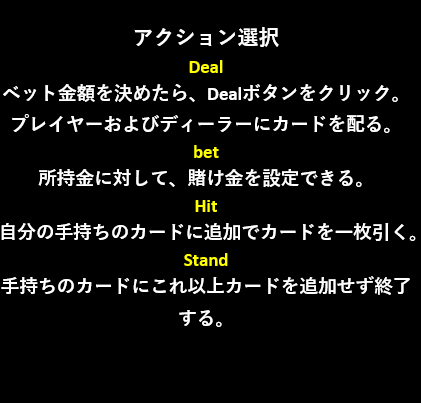 アクション選択
Deal
ベット金額を決めたら、Dealボタンをクリック。
プレイヤーおよびディーラーにカードを配る。
bet
所持金に対して、賭け金を設定できる。
Hit
自分の手持ちのカードに追加でカードを一枚引く。
Stand
手持ちのカードにこれ以上カードを追加せず終了
する。